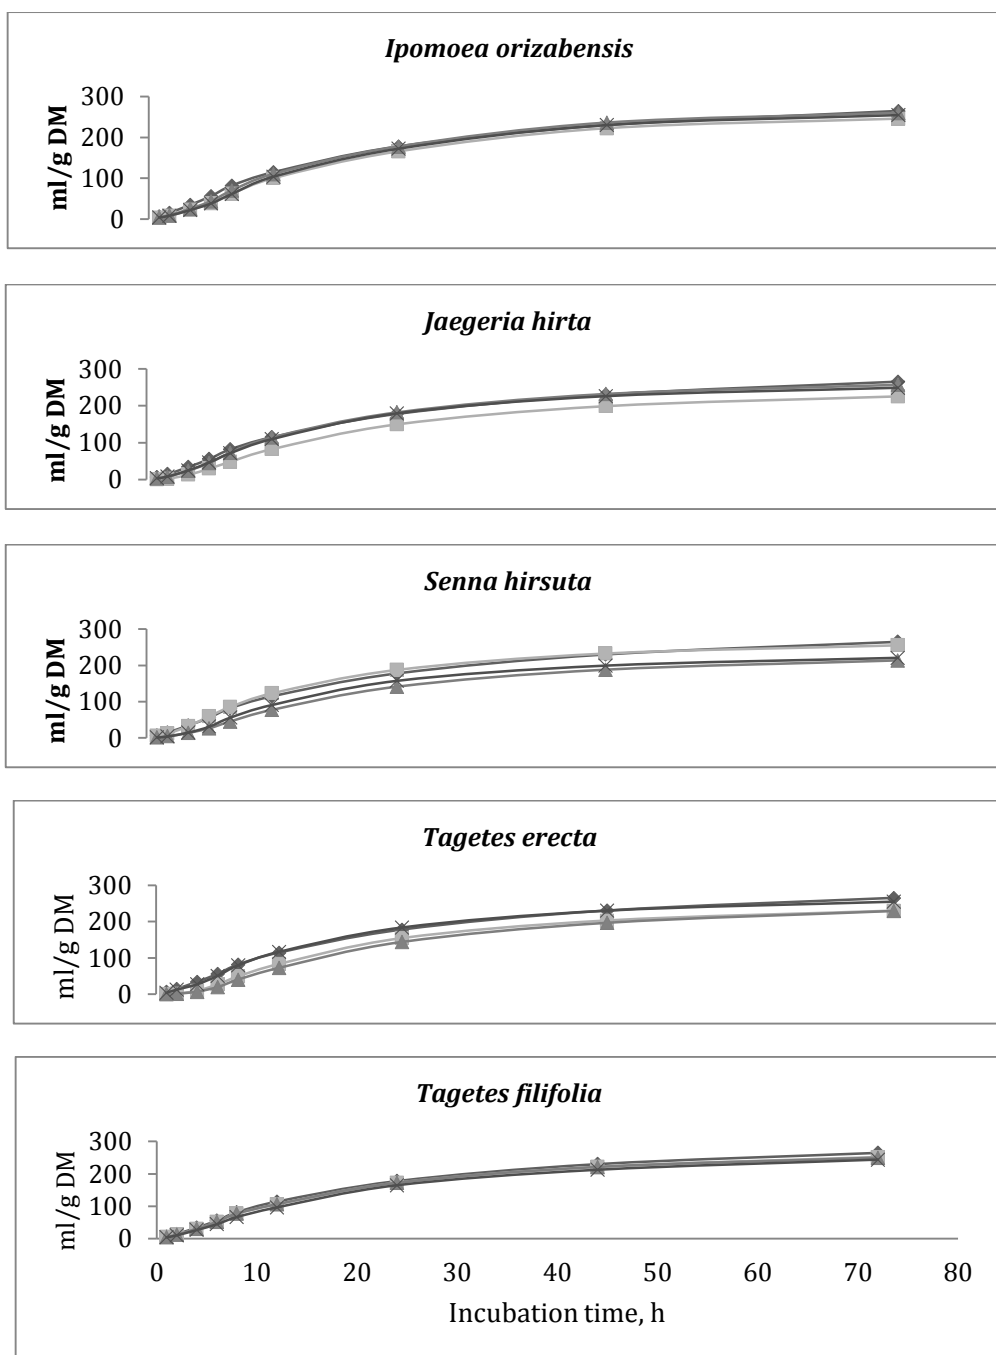 Ipomoea orizabensis
ml/g DM
300
200
100
0
Jaegeria hirta
ml/g DM
300
200
100
0
Senna hirsuta
ml/g DM
300
200
100
0
Tagetes erecta
ml/g DM
300
200
100
0
Tagetes filifolia
ml/g DM
300
200
100
0
0 10 20 30 40 50 60 70 80
Incubation time, h